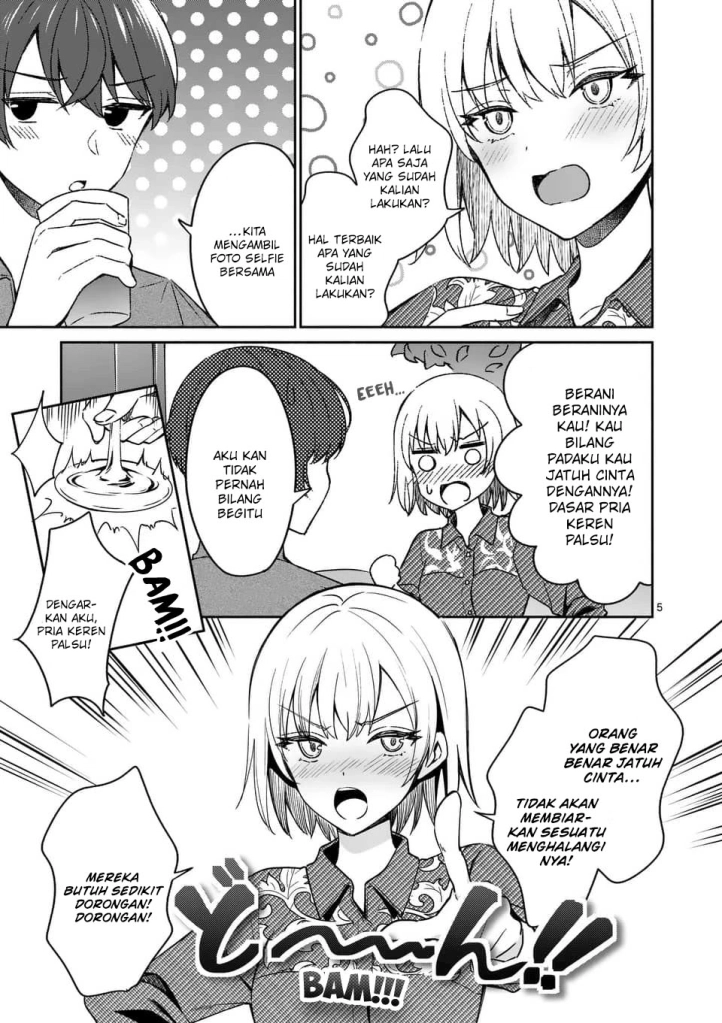 HAH? LALU
APA SAJA
YANG SUDAH
KALIAN
LAKUKAN?
HAL TERBAIK
APA YANG
SUDAH
KALIAN
LAKUKAN?
...KITA
MENGAMBIL
FOTO SELFIE
BERSAMA
BERANI
BERANINYA
KAU! KAU
BILANG
PADAKU KAU
JATUH CINTA
DENGANNYA!
DASAR PRIA
KEREN
PALSU!
EEEH...
AKU KAN
TIDAK
PERNAH
BILANG
BEGITU
BAM!!
DENGAR-
KAN AKU,
PRIA KEREN
PALSU!
5
ORANG
YANG BENAR
BENAR JATUH
CINTA...
TIDAK AKAN
MEMBIAR-
KAN SESUATU
MENGHALANGI
NYA!
MEREKA
BUTUH SEDIKIT
DORONGAN!
DORONGAN!
ど〜〜ん!!
BAM!!!